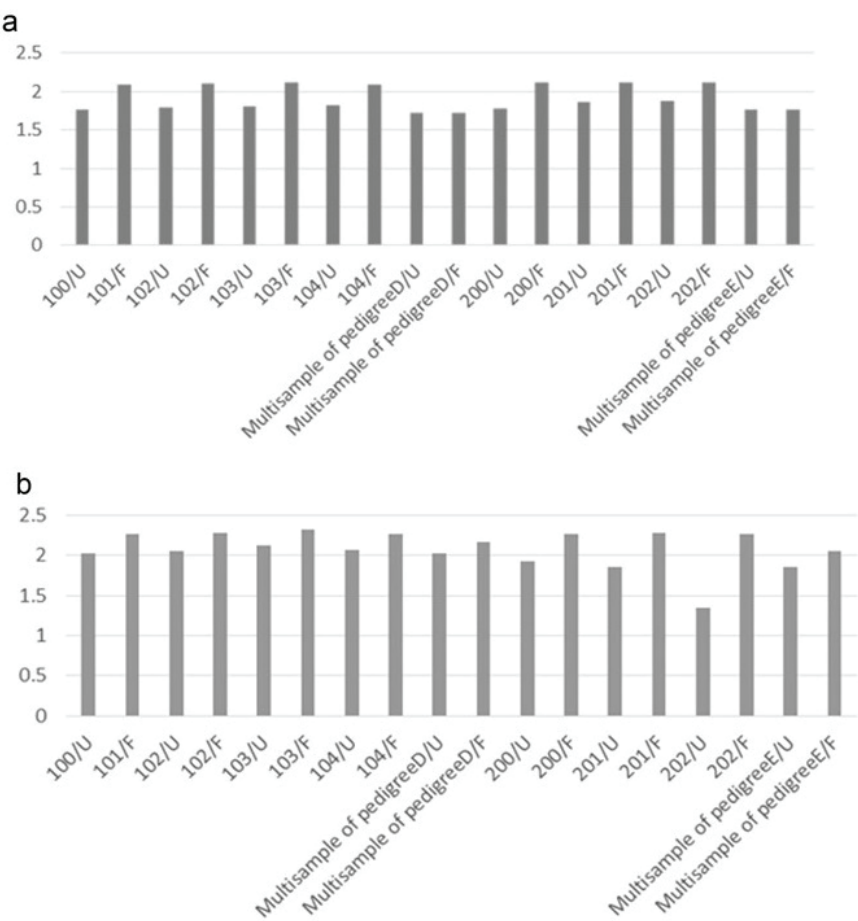 a
2.5
2
1.5
1
0.5
0
100/U
101/F
102/U
102/F
103/U
103/F
104/U
104/F
Multisample of pedigreeD/U
Multisample of pedigreeD/F
200/U
200/F
201/U
201/F
202/U
202/F
Multisample of pedigreeE/U
Multisample of pedigreeE/F
b
2.5
2
1.5
1
0.5
0
100/U
101/F
102/U
102/F
103/U
103/F
104/U
104/F
Multisample of pedigreeD/U
Multisample of pedigreeD/F
200/U
200/F
201/U
201/F
202/U
202/F
Multisample of pedigreeE/U
Multisample of pedigreeE/F